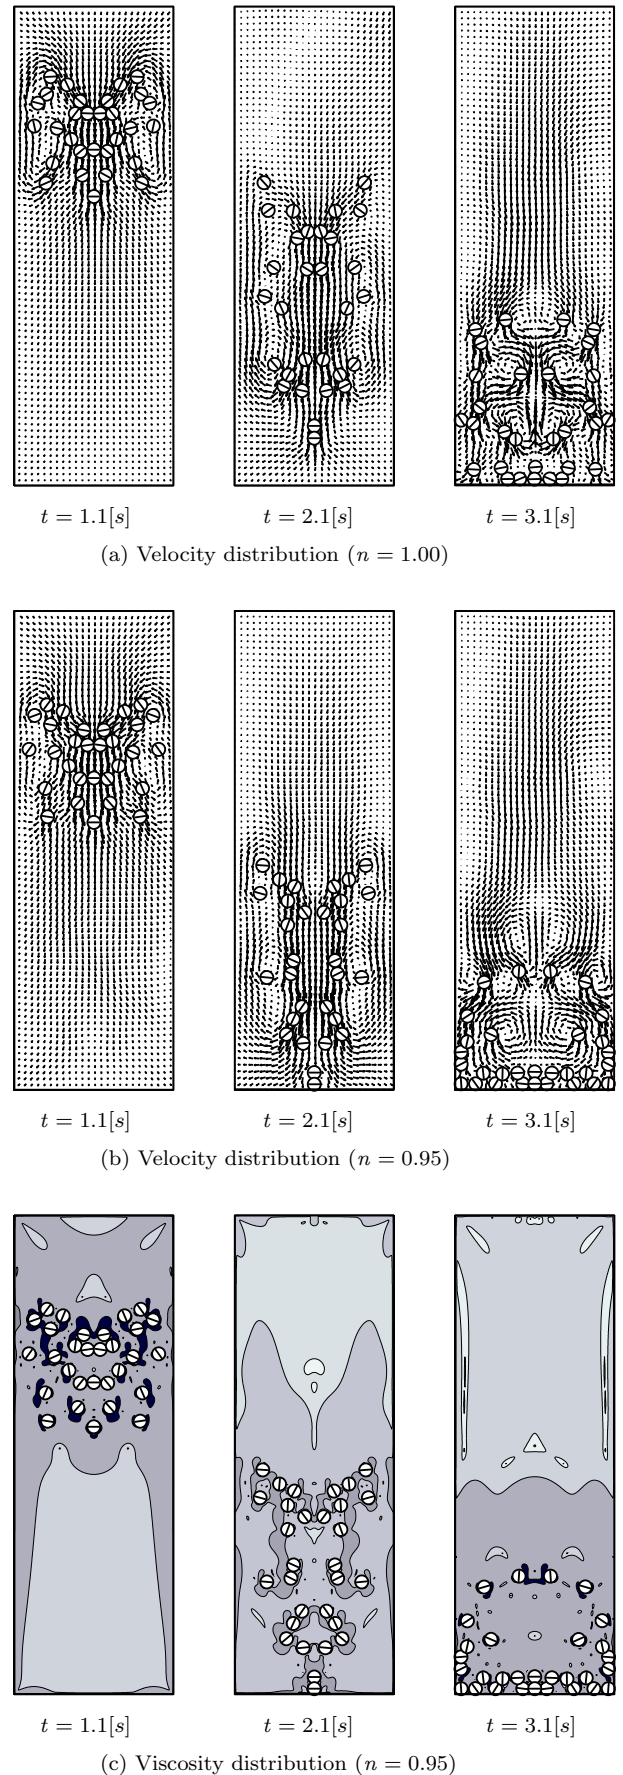 t = 1.1[s] t = 2.1[s] t = 3.1[s]
(a) Velocity distribution (n = 1.00)
t = 1.1[s] t = 2.1[s] t = 3.1[s]
(b) Velocity distribution (n = 0.95)
t = 1.1[s] t = 2.1[s] t = 3.1[s]
(c) Viscosity distribution (n = 0.95)